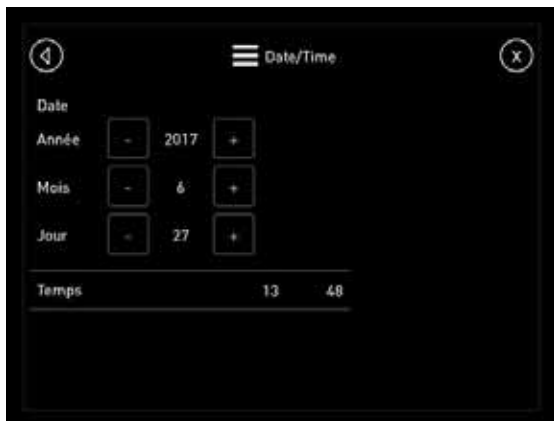 Date/Time X
Date
Année - 2017 +
Mois - 6 +
Jour - 27 +
Temps 13 48